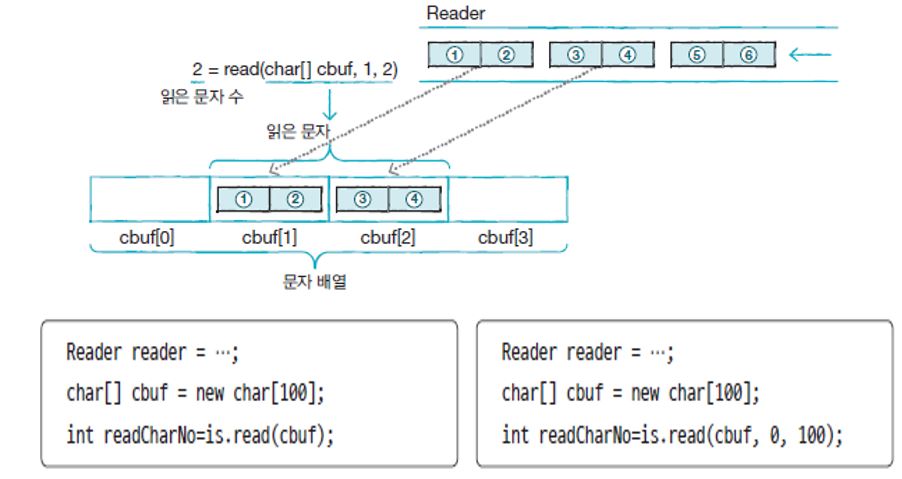 Reader
① ② ③ ④ ⑤ ⑥
2 = read(char[] cbuf, 1, 2)
읽은 문자 수
읽은 문자
① ② ③ ④
cbuf[0] cbuf[1] cbuf[2] cbuf[3]
문자 배열
Reader reader = …;
char[] cbuf = new char[100];
int readCharNo=is.read(cbuf);
Reader reader = …;
char[] cbuf = new char[100];
int readCharNo=is.read(cbuf, 0, 100);